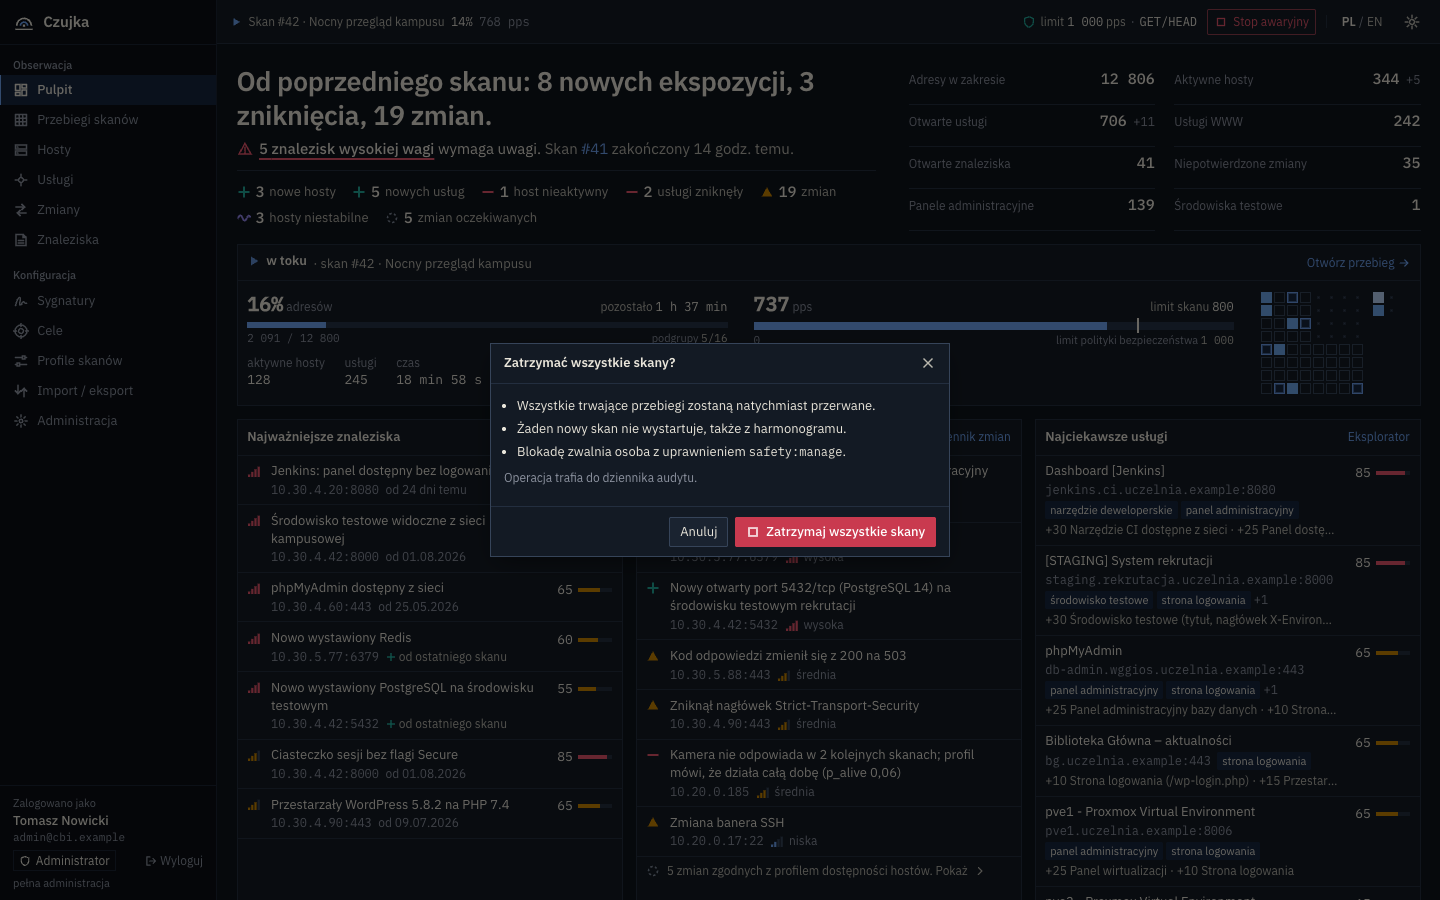 Czujka
Skan #42 · Nocny przegląd kampusu 14% 768 pps
limit 1 000 pps · GET/HEAD
Stop awaryjny
PL / EN
Obserwacja
Pulpit
Przebiegi skanów
Hosty
Usługi
Zmiany
Znaleziska
Konfiguracja
Sygnatury
Cele
Profile skanów
Import / eksport
Administracja
Zalogowano jako
Tomasz Nowicki
admin@cbi.example
Administrator
Wyloguj
pełna administracja
Od poprzedniego skanu: 8 nowych ekspozycji, 3
zniknięcia, 19 zmian.
5 znalezisk wysokiej wagi wymaga uwagi. Skan #41 zakończony 14 godz. temu.
3 nowe hosty
5 nowych usług
1 host nieaktywny
2 usługi zniknęły
19 zmian
3 hosty niestabilne
5 zmian oczekiwanych
Adresy w zakresie 12 806
Aktywne hosty 344 +5
Otwarte usługi 706 +11
Usługi WWW 242
Otwarte znaleziska 41
Niepotwierdzone zmiany 35
Panele administracyjne 139
Środowiska testowe 1
w toku · skan #42 · Nocny przegląd kampusu
Otwórz przebieg →
16% adresów
pozostało 1 h 37 min
2 091 / 12 800
podgrupy 5/16
aktywne hosty usługi czas
128 245 18 min 58 s
737 pps
limit skanu 800
0
limit polityki bezpieczeństwa 1 000
Zatrzymać wszystkie skany?
• Wszystkie trwające przebiegi zostaną natychmiast przerwane.
• Żaden nowy skan nie wystartuje, także z harmonogramu.
• Blokadę zwalnia osoba z uprawnieniem safety:manage.
Operacja trafia do dziennika audytu.
Anuluj
Zatrzymaj wszystkie skany
Najważniejsze znaleziska
Jenkins: panel dostępny bez logowani
10.30.4.20:8080 od 24 dni temu
Środowisko testowe widoczne z sieci
kampusowej
10.30.4.42:8000 od 01.08.2026
phpMyAdmin dostępny z sieci 65
10.30.4.60:443 od 25.05.2026
Nowo wystawiony Redis 60
10.30.5.77:6379 + od ostatniego skanu
Nowo wystawiony PostgreSQL na środowisku 55
testowym
10.30.4.42:5432 + od ostatniego skanu
Ciasteczko sesji bez flagi Secure 85
10.30.4.42:8000 od 01.08.2026
Przestarzały WordPress 5.8.2 na PHP 7.4 65
10.30.4.90:443 od 09.07.2026
ennik zmian
acyjny
10.30.5.77:6379 wysoka
Nowy otwarty port 5432/tcp (PostgreSQL 14) na
środowisku testowym rekrutacji
10.30.4.42:5432 wysoka
Kod odpowiedzi zmienił się z 200 na 503
10.30.5.88:443 średnia
Zniknął nagłówek Strict-Transport-Security
10.30.4.90:443 średnia
Kamera nie odpowiada w 2 kolejnych skanach; profil
mówi, że działa całą dobę (p_alive 0,06)
10.20.0.185 średnia
Zmiana banera SSH
10.20.0.17:22 niska
5 zmian zgodnych z profilem dostępności hostów. Pokaż
Najciekawsze usługi
Eksplorator
Dashboard [Jenkins] 85
jenkins.ci.uczelnia.example:8080
narzędzie deweloperskie panel administracyjny
+30 Narzędzie CI dostępne z sieci · +25 Panel dostę...
[STAGING] System rekrutacji 85
staging.rekrutacja.uczelnia.example:8000
środowisko testowe strona logowania +1
+30 Środowisko testowe (tytuł, nagłówek X-Environ...
phpMyAdmin 65
db-admin.wggios.uczelnia.example:443
panel administracyjny strona logowania +1
+25 Panel administracyjny bazy danych · +10 Strona...
Biblioteka Główna – aktualności 65
bg.uczelnia.example:443 strona logowania
+10 Strona logowania (/wp-login.php) · +15 Przestar...
pve1 - Proxmox Virtual Environment 65
pve1.uczelnia.example:8006
panel administracyjny strona logowania
+25 Panel wirtualizacji · +10 Strona logowania